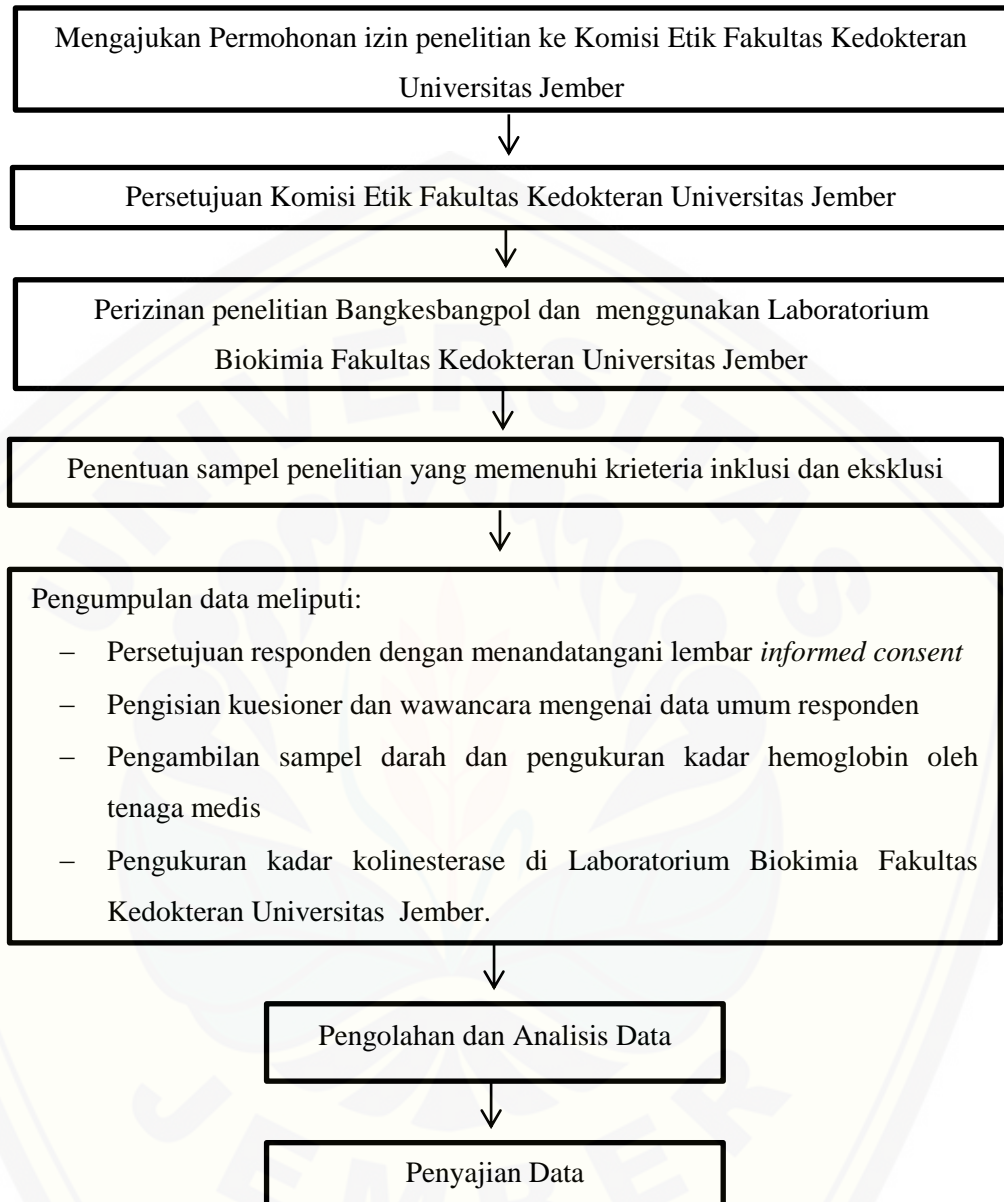 Mengajukan Permohonan izin penelitian ke Komisi Etik Fakultas Kedokteran
Universitas Jember
Persetujuan Komisi Etik Fakultas Kedokteran Universitas Jember
Perizinan penelitian Bangkesbangpol dan menggunakan Laboratorium
Biokimia Fakultas Kedokteran Universitas Jember
Penentuan sampel penelitian yang memenuhi krieteria inklusi dan eksklusi
Pengumpulan data meliputi:
– Persetujuan responden dengan menandatangani lembar informed consent
– Pengisian kuesioner dan wawancara mengenai data umum responden
– Pengambilan sampel darah dan pengukuran kadar hemoglobin oleh
tenaga medis
– Pengukuran kadar kolinesterase di Laboratorium Biokimia Fakultas
Kedokteran Universitas Jember.
Pengolahan dan Analisis Data
Penyajian Data
UNIVERSITAS
JEMBER